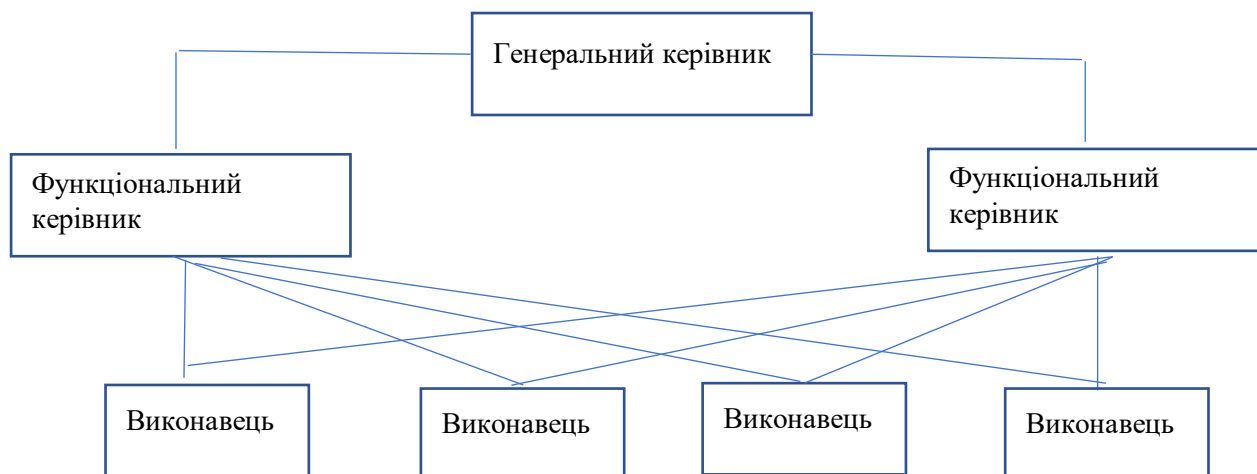 Генеральний керівник
Функціональний
керівник
Функціональний
керівник
Виконавець
Виконавець
Виконавець
Виконавець